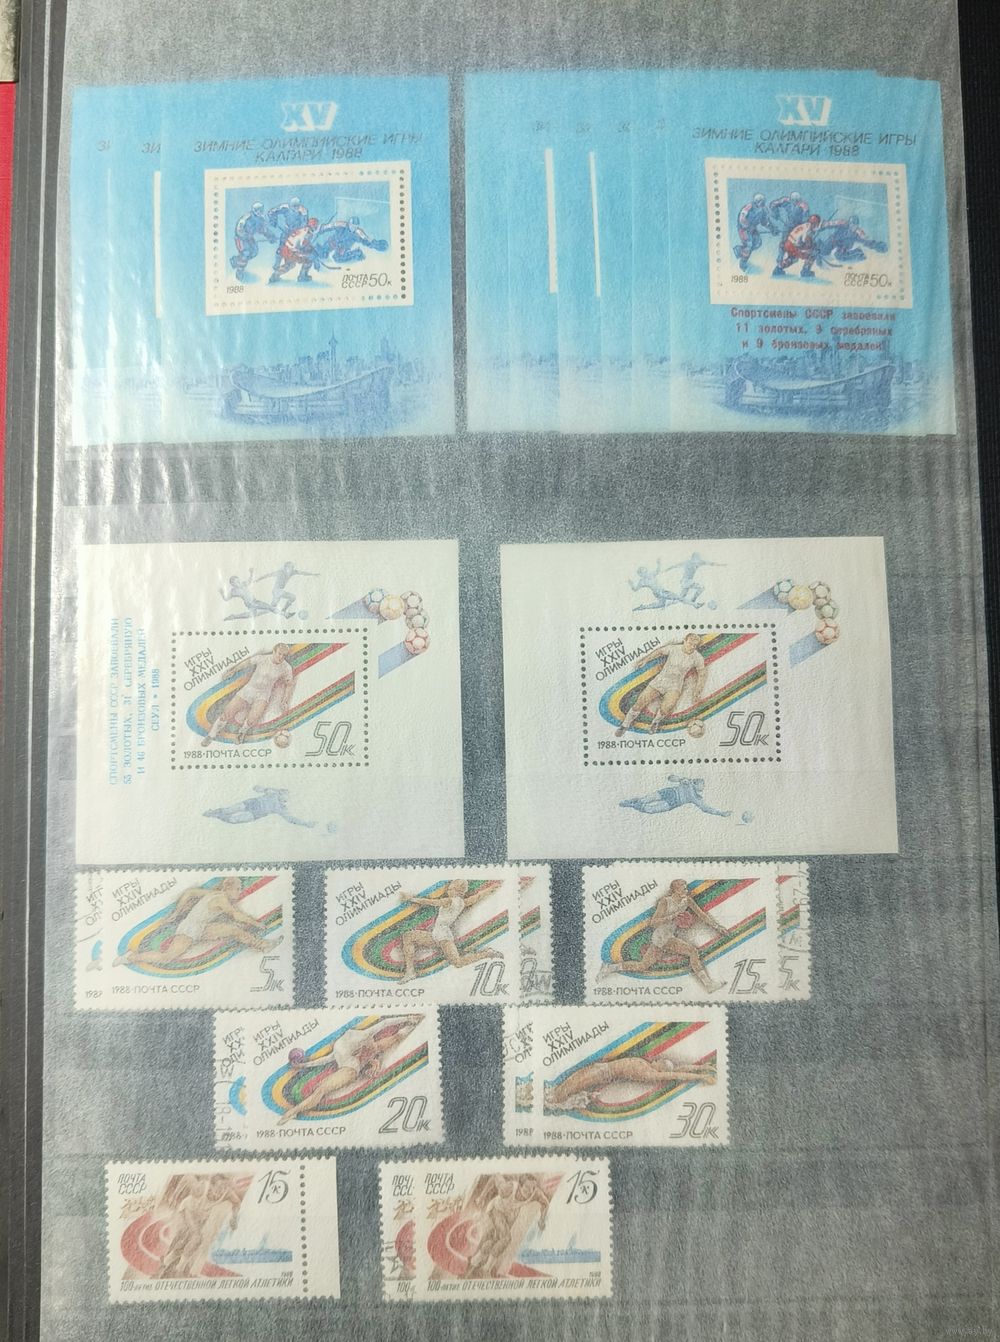 XV
ЗИМНИЕ ОЛИМПИЙСКИЕ ИГРЫ
КАЛГАРИ 1988
1988
ПОЧТА
СССР 50к
XV
ЗИМНИЕ ОЛИМПИЙСКИЕ ИГРЫ
КАЛГАРИ 1988
1988
ПОЧТА
СССР 50к
Спортсмены СССР завоевали
11 золотых, 9 серебряных
и 9 бронзовых медалей!
СПОРТСМЕНЫ СССР ЗАВОЕВАЛИ
55 ЗОЛОТЫХ, 31 СЕРЕБРЯНУЮ
И 46 БРОНЗОВЫХ МЕДАЛЕЙ
СЕУЛ • 1988
ИГРЫ
XXIV
ОЛИМПИАДЫ
50к
1988·ПОЧТА СССР
ИГРЫ
XXIV
ОЛИМПИАДЫ
50к
1988·ПОЧТА СССР
ИГРЫ
XXIV
ОЛИМПИАДЫ
5к
1988·ПОЧТА СССР
ИГРЫ
XXIV
ОЛИМПИАДЫ
10к
1988·ПОЧТА СССР
ИГРЫ
XXIV
ОЛИМПИАДЫ
15к
1988·ПОЧТА СССР
ИГРЫ
XXIV
ОЛИМПИАДЫ
20к
1988·ПОЧТА СССР
ИГРЫ
XXIV
ОЛИМПИАДЫ
30к
1988·ПОЧТА СССР
ПОЧТА
СССР
15к
1988
100-летие ОТЕЧЕСТВЕННОЙ ЛЕГКОЙ АТЛЕТИКИ
ПОЧТА
СССР
15к
1988
100-летие ОТЕЧЕСТВЕННОЙ ЛЕГКОЙ АТЛЕТИКИ